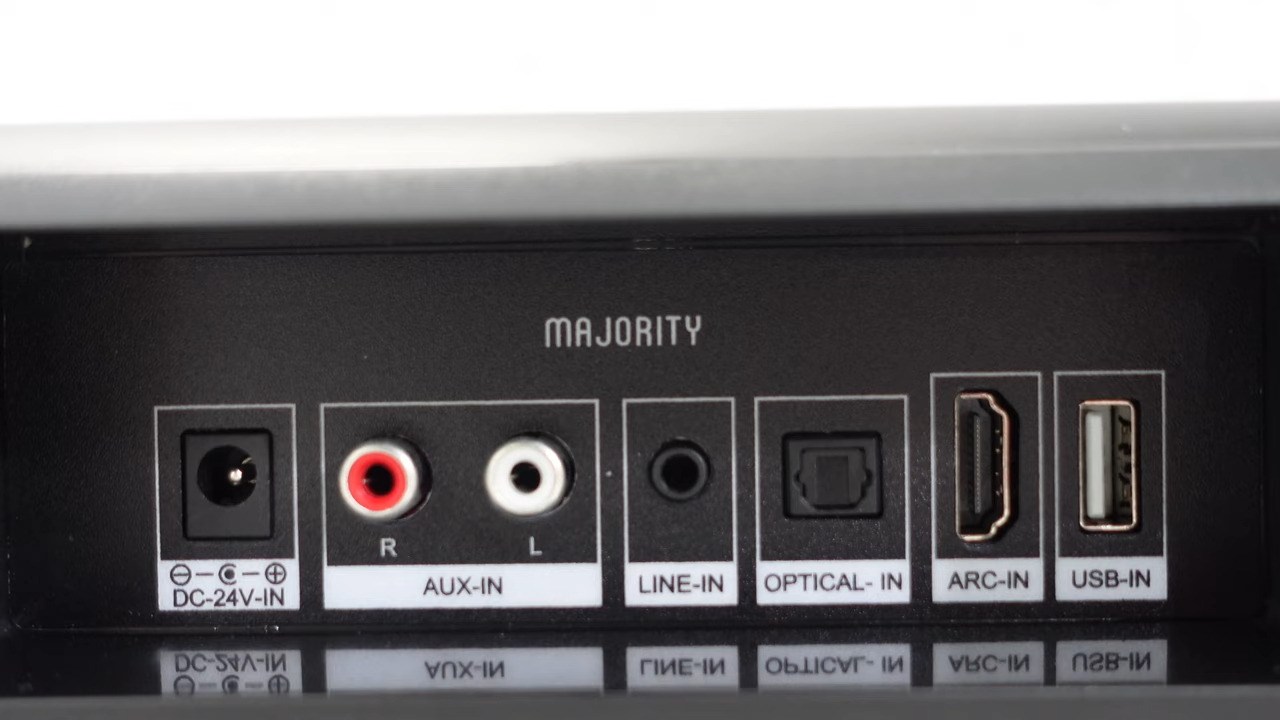 MAJORITY
R L
DC-24V-IN
AUX-IN
LINE-IN
OPTICAL- IN
ARC-IN
USB-IN